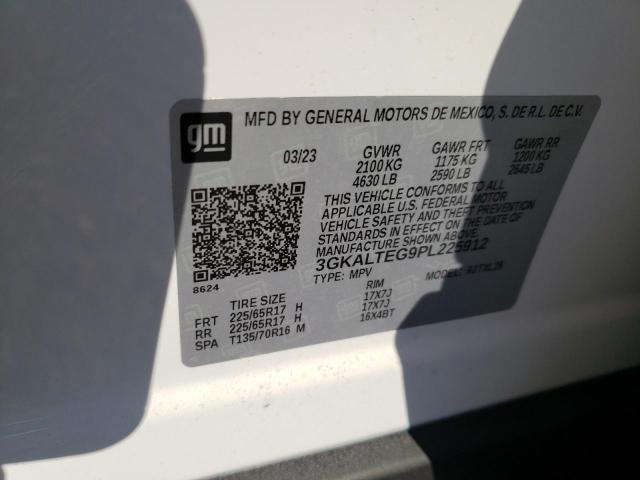 gm
MFD BY GENERAL MOTORS DE MEXICO, S. DE R.L. DE C.V.
03/23 GVWR GAWR FRT GAWR RR
2100 KG 1175 KG 1200 KG
4630 LB 2590 LB 2645 LB
THIS VEHICLE CONFORMS TO ALL
APPLICABLE U.S. FEDERAL MOTOR
VEHICLE SAFETY AND THEFT PREVENTION
STANDARDS IN EFFECT ON THE DATE OF
MANUFACTURE SHOWN ABOVE.
3GKALTEG9PL225912
8624
TYPE: MPV MODEL:
TIRE SIZE RIM
FRT 225/65R17 H 17X7J
RR 225/65R17 H 17X7J
SPA T135/70R16 M 16X4BT